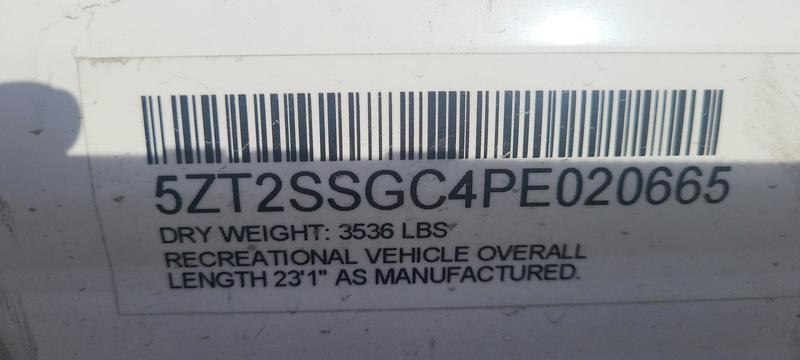 5ZT2SSGC4PE020665
DRY WEIGHT: 3536 LBS
RECREATIONAL VEHICLE OVERALL
LENGTH 23'1" AS MANUFACTURED.